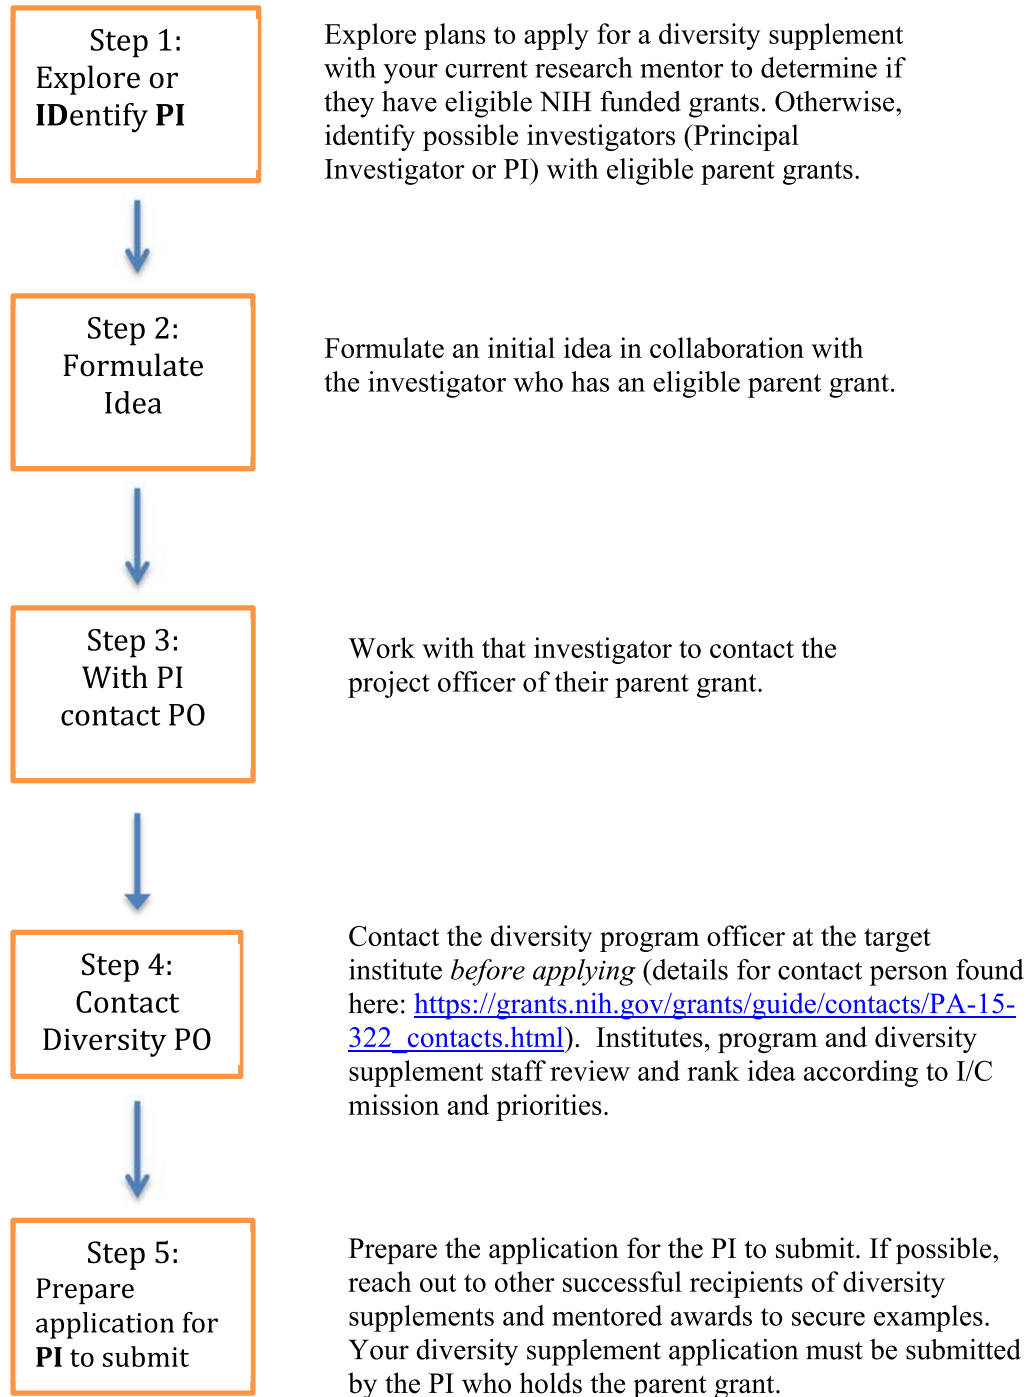 Step 1:
Explore or
IDentify PI
Explore plans to apply for a diversity supplement
with your current research mentor to determine if
they have eligible NIH funded grants. Otherwise,
identify possible investigators (Principal
Investigator or PI) with eligible parent grants.
Step 2:
Formulate
Idea
Formulate an initial idea in collaboration with
the investigator who has an eligible parent grant.
Step 3:
With PI
contact PO
Work with that investigator to contact the
project officer of their parent grant.
Step 4:
Contact
Diversity PO
Contact the diversity program officer at the target
institute before applying (details for contact person found
here: https://grants.nih.gov/grants/guide/contacts/PA-15-
322_contacts.html).  Institutes, program and diversity
supplement staff review and rank idea according to I/C
mission and priorities.
Step 5:
Prepare
application for
PI to submit
Prepare the application for the PI to submit. If possible,
reach out to other successful recipients of diversity
supplements and mentored awards to secure examples.
Your diversity supplement application must be submitted
by the PI who holds the parent grant.